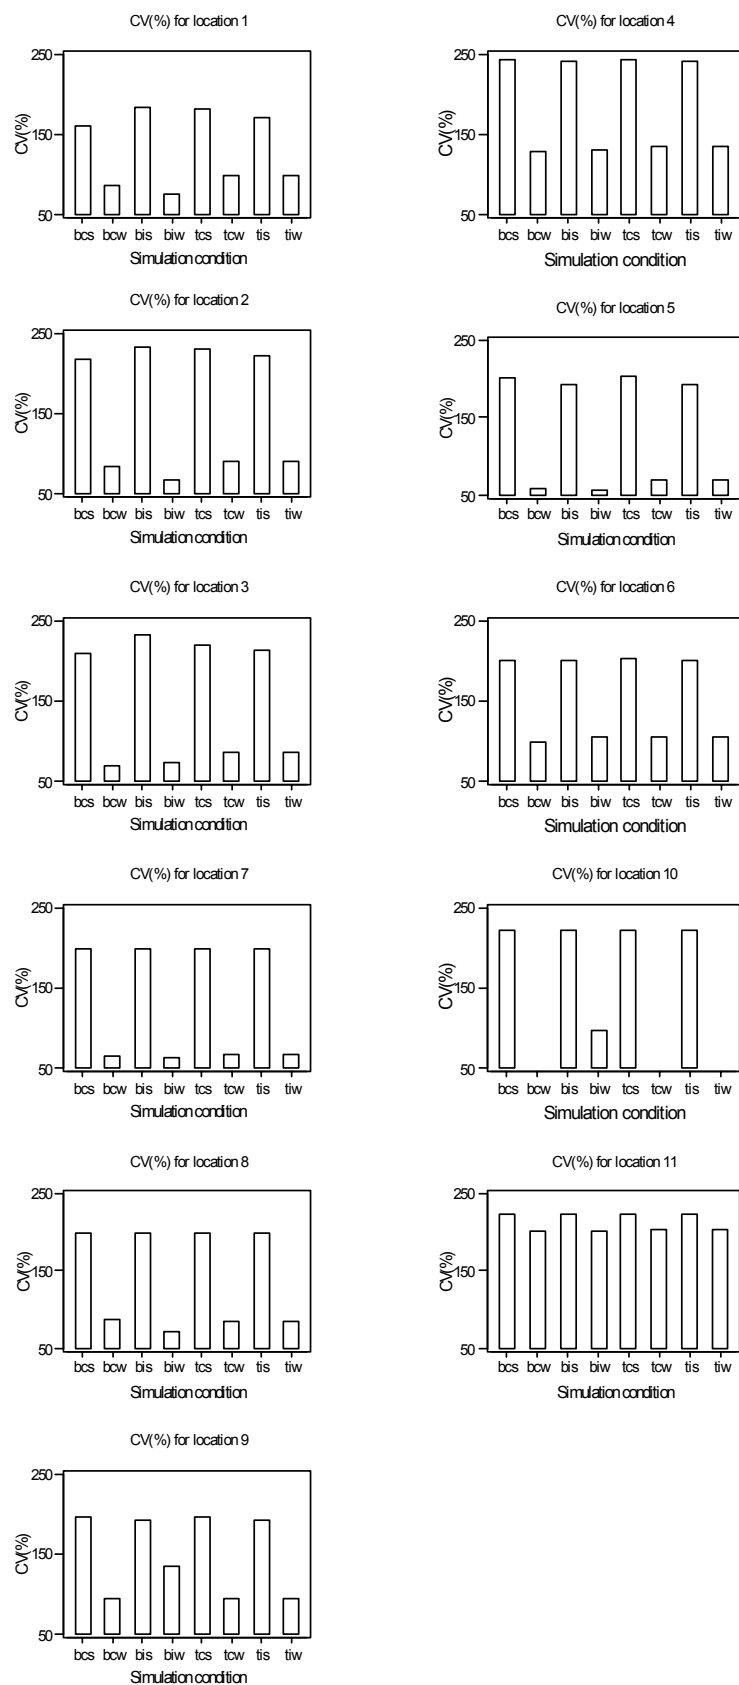 CV(%) for location 1
250
150
50
CV(%)
bcs bcw bis biw tcs tcw tis tiw
Simulation condition
CV(%) for location 4
250
150
50
CV(%)
bcs bcw bis biw tcs tcw tis tiw
Simulation condition
CV(%) for location 2
250
150
50
CV(%)
bcs bcw bis biw tcs tcw tis tiw
Simulation condition
CV(%) for location 5
250
150
50
CV(%)
bcs bcw bis biw tcs tcw tis tiw
Simulation condition
CV(%) for location 3
250
150
50
CV(%)
bcs bcw bis biw tcs tcw tis tiw
Simulation condition
CV(%) for location 6
250
150
50
CV(%)
bcs bcw bis biw tcs tcw tis tiw
Simulation condition
CV(%) for location 7
250
150
50
CV(%)
bcs bcw bis biw tcs tcw tis tiw
Simulation condition
CV(%) for location 10
250
150
50
CV(%)
bcs bcw bis biw tcs tcw tis tiw
Simulation condition
CV(%) for location 8
250
150
50
CV(%)
bcs bcw bis biw tcs tcw tis tiw
Simulation condition
CV(%) for location 11
250
150
50
CV(%)
bcs bcw bis biw tcs tcw tis tiw
Simulation condition
CV(%) for location 9
250
150
50
CV(%)
bcs bcw bis biw tcs tcw tis tiw
Simulation condition